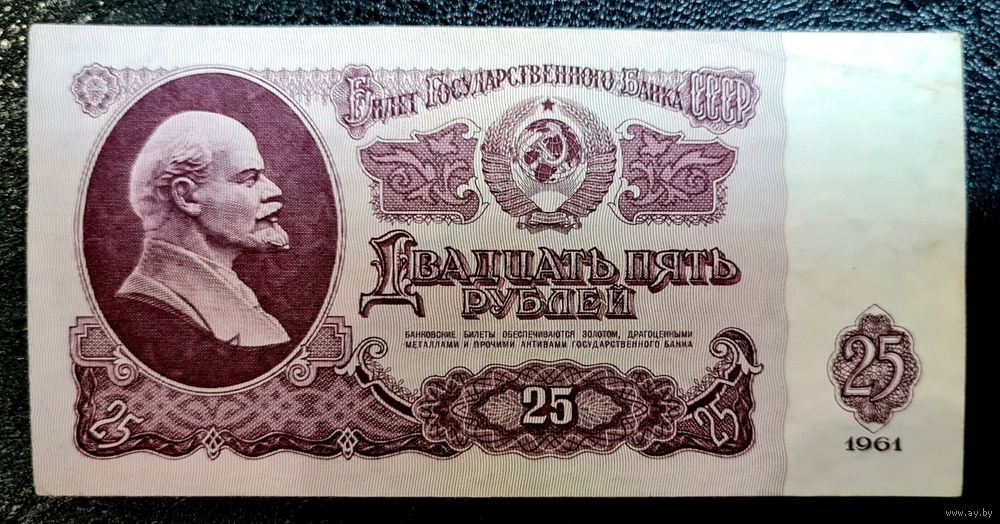 Билет Государственного Банка СССР
Двадцать пять
рублей
БАНКОВСКИЕ БИЛЕТЫ ОБЕСПЕЧИВАЮТСЯ ЗОЛОТОМ, ДРАГОЦЕННЫМИ
МЕТАЛЛАМИ И ПРОЧИМИ АКТИВАМИ ГОСУДАРСТВЕННОГО БАНКА
25
25
25
25
1961
www.ay.by